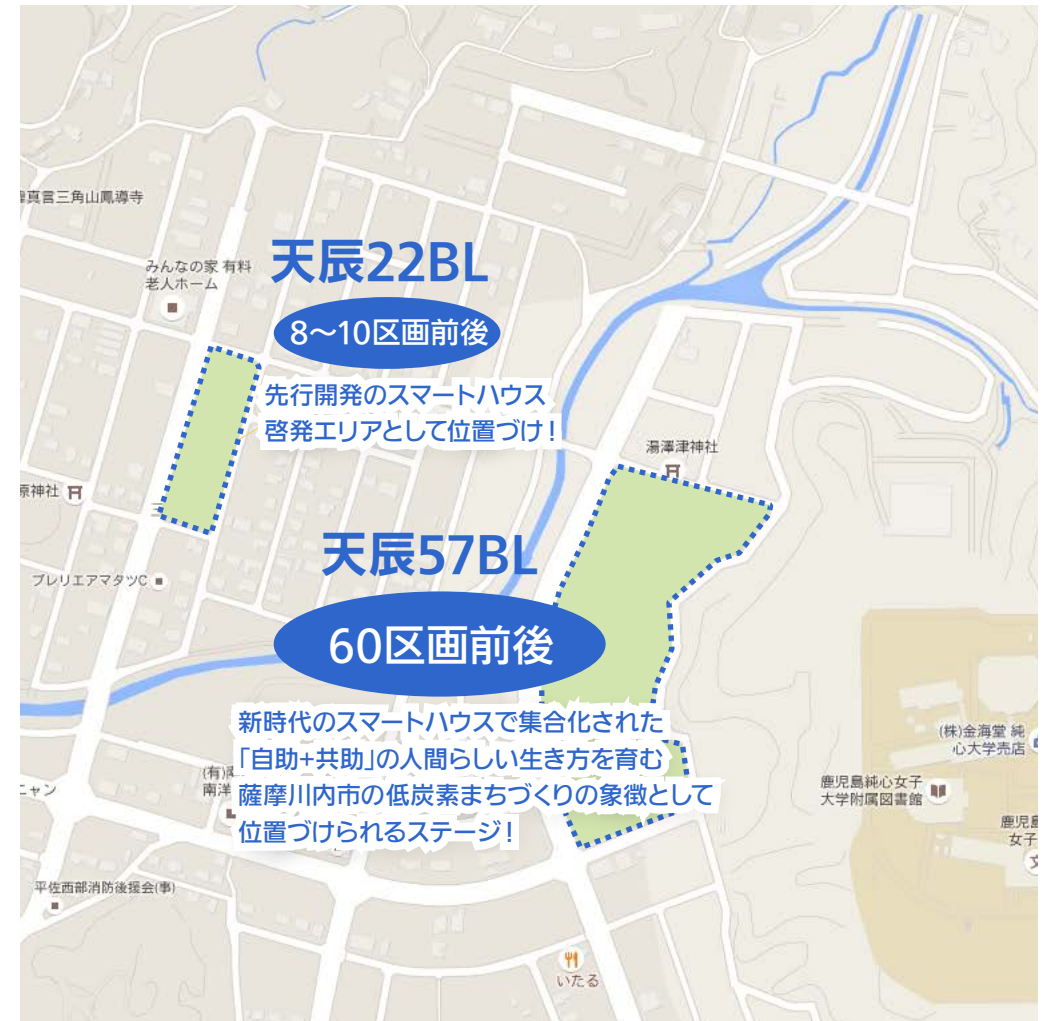 真言三角山鳳導寺
みんなの家 有料
老人ホーム
天辰22BL
8〜10区画前後
先行開発のスマートハウス
啓発エリアとして位置づけ!
湯澤津神社
原神社
天辰57BL
プレリエアマタツC
60区画前後
新時代のスマートハウスで集合化された
「自助+共助」の人間らしい生き方を育む
薩摩川内市の低炭素まちづくりの象徴として
位置づけられるステージ!
(株)金海堂 純
心大学売店
(有)南
南洋
ニャン
鹿児島純心女子
大学附属図書館
鹿児島
女子
文
平佐西部消防後援会(事)
いたる